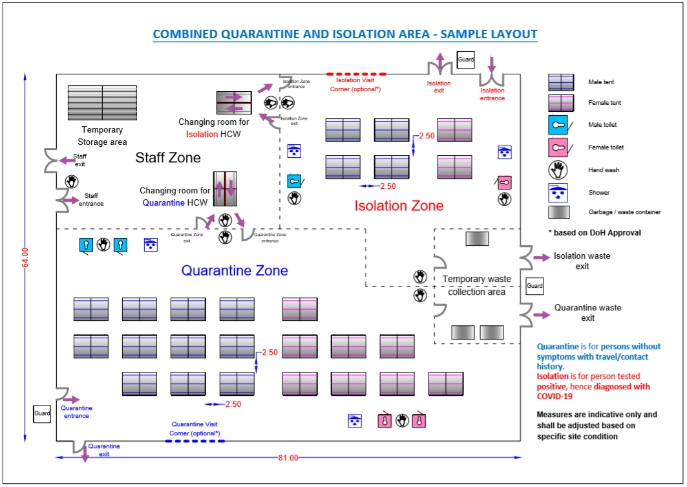 COMBINED QUARANTINE AND ISOLATION AREA - SAMPLE LAYOUT
Guard
Isolation Zone
entrance
Isolation Visit
Corner (optional*)
Isolation
exit
Isolation
entrance
Male tent
Female tent
Male toilet
Female toilet
Hand wash
Shower
Garbage / waste container
* based on DoH Approval
Temporary
Storage area
Changing room for
Isolation HCW
Isolation Zone
exit
Staff
exit
Staff Zone
Staff
entrance
Changing room for
Quarantine HCW
2.50
2.50
Isolation Zone
Quarantine Zone
exit
Quarantine Zone
entrance
64.00
Quarantine Zone
Temporary waste
collection area
Isolation waste
exit
Guard
Quarantine waste
exit
2.50
2.50
Quarantine is for persons without
symptoms with travel/contact
history.
Isolation is for person tested
positive, hence diagnosed with
COVID-19
Measures are indicative only and
shall be adjusted based on
specific site condition
Guard
Quarantine
entrance
Quarantine Visit
Corner (optional*)
Quarantine
exit
81.00